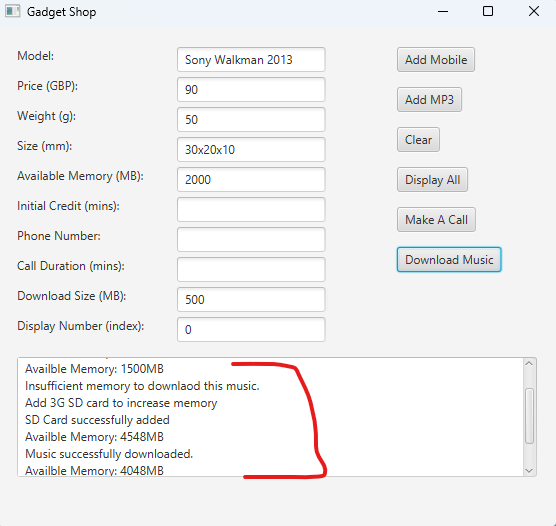 Gadget Shop
Model:
Sony Walkman 2013
Add Mobile
Price (GBP):
90
Add MP3
Weight (g):
50
Clear
Size (mm):
30x20x10
Available Memory (MB):
2000
Display All
Initial Credit (mins):
Make A Call
Phone Number:
Call Duration (mins):
Download Music
Download Size (MB):
500
Display Number (index):
0
Availble Memory: 1500MB
Insufficient memory to downlaod this music.
Add 3G SD card to increase memory
SD Card successfully added
Availble Memory: 4548MB
Music successfully downloaded.
Availble Memory: 4048MB